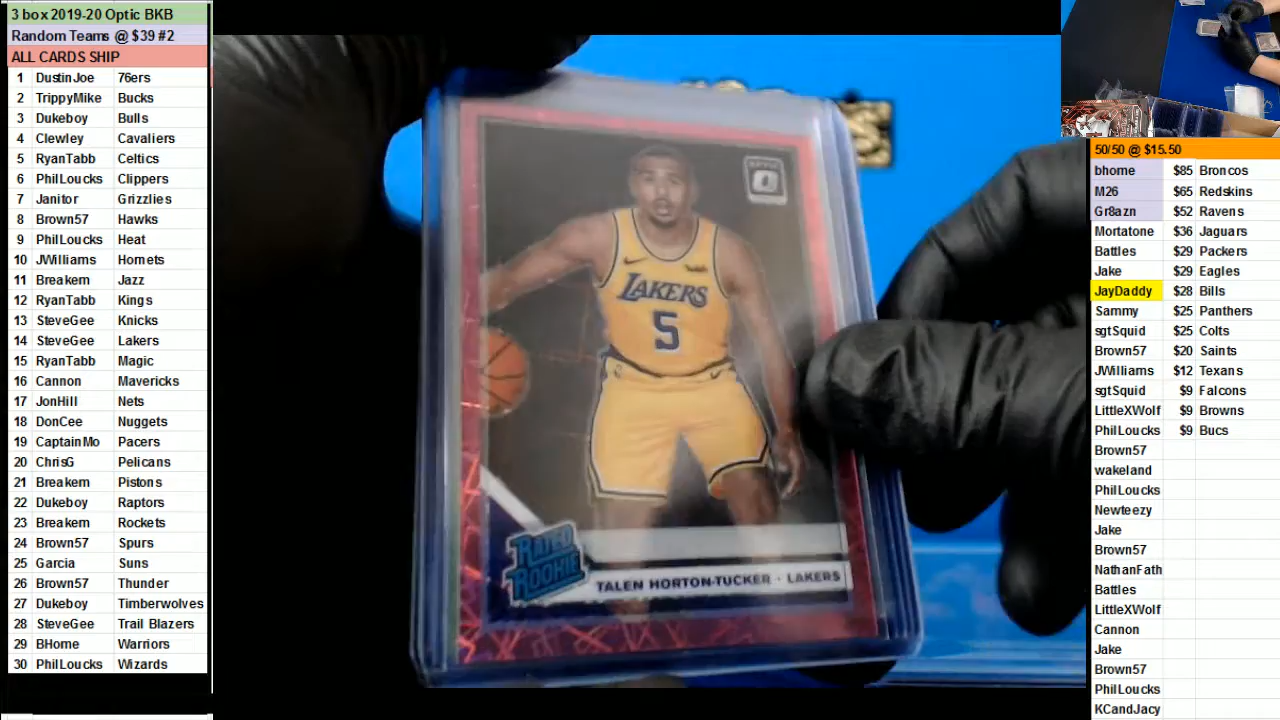 3 box 2019-20 Optic BKB
Random Teams @ $39 #2
ALL CARDS SHIP
1 DustinJoe 76ers
2 TrippyMike Bucks
3 Dukeboy Bulls
4 Clewley Cavaliers
5 RyanTabb Celtics
6 PhilLoucks Clippers
7 Janitor Grizzlies
8 Brown57 Hawks
9 PhilLoucks Heat
10 JWilliams Hornets
11 Breakem Jazz
12 RyanTabb Kings
13 SteveGee Knicks
14 SteveGee Lakers
15 RyanTabb Magic
16 Cannon Mavericks
17 JonHill Nets
18 DonCee Nuggets
19 CaptainMo Pacers
20 ChrisG Pelicans
21 Breakem Pistons
22 Dukeboy Raptors
23 Breakem Rockets
24 Brown57 Spurs
25 Garcia Suns
26 Brown57 Thunder
27 Dukeboy Timberwolves
28 SteveGee Trail Blazers
29 BHome Warriors
30 PhilLoucks Wizards
OPTIC
LAKERS
5
RATED
ROOKIE
TALEN HORTON-TUCKER · LAKERS
50/50 @ $15.50
bhome $85 Broncos
M26 $65 Redskins
Gr8azn $52 Ravens
Mortatone $36 Jaguars
Battles $29 Packers
Jake $29 Eagles
JayDaddy $28 Bills
Sammy $25 Panthers
sgtSquid $25 Colts
Brown57 $20 Saints
JWilliams $12 Texans
sgtSquid $9 Falcons
LittleXWolf $9 Browns
PhilLoucks $9 Bucs
Brown57
wakeland
PhilLoucks
Newteezy
Jake
Brown57
NathanFath
Battles
LittleXWolf
Cannon
Jake
Brown57
PhilLoucks
KCandJacy